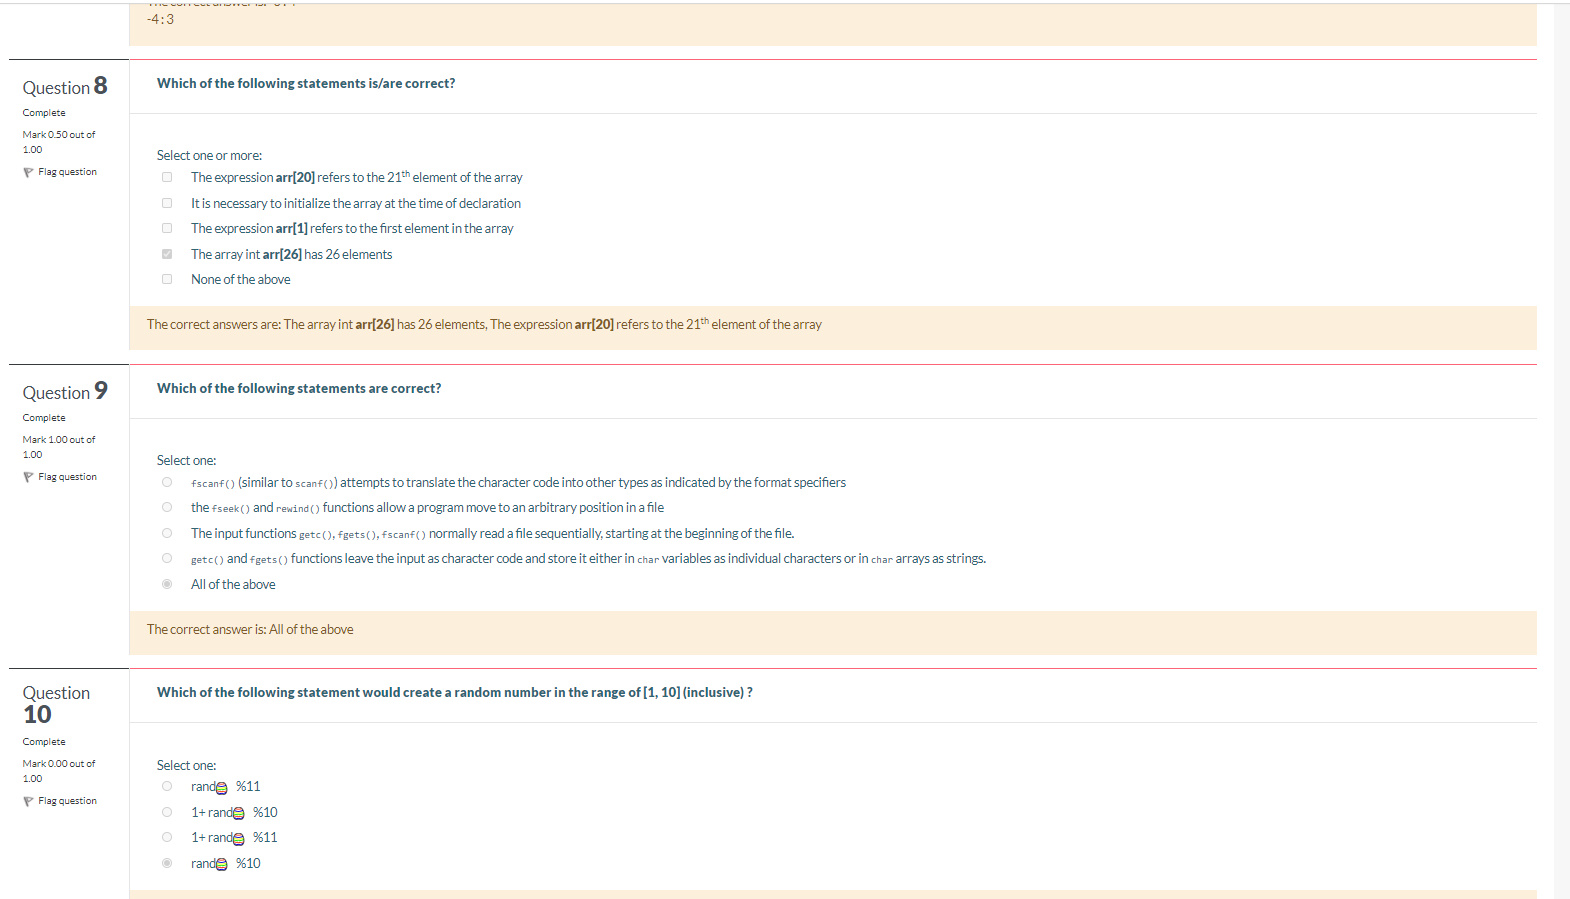 -4 : 3
Question 8
Complete
Mark 0.50 out of
1.00
Flag question
Which of the following statements is/are correct?
Select one or more:
The expression arr[20] refers to the 21th element of the array
It is necessary to initialize the array at the time of declaration
The expression arr[1] refers to the first element in the array
The array int arr[26] has 26 elements
None of the above
The correct answers are: The array int arr[26] has 26 elements, The expression arr[20] refers to the 21th element of the array
Question 9
Complete
Mark 1.00 out of
1.00
Flag question
Which of the following statements are correct?
Select one:
fscanf() (similar to scanf()) attempts to translate the character code into other types as indicated by the format specifiers
the fseek() and rewind() functions allow a program move to an arbitrary position in a file
The input functions getc(), fgets(), fscanf() normally read a file sequentially, starting at the beginning of the file.
getc() and fgets() functions leave the input as character code and store it either in char variables as individual characters or in char arrays as strings.
All of the above
The correct answer is: All of the above
Question
10
Complete
Mark 0.00 out of
1.00
Flag question
Which of the following statement would create a random number in the range of [1, 10] (inclusive) ?
Select one:
rand %11
1+ rand %10
1+ rand %11
rand %10